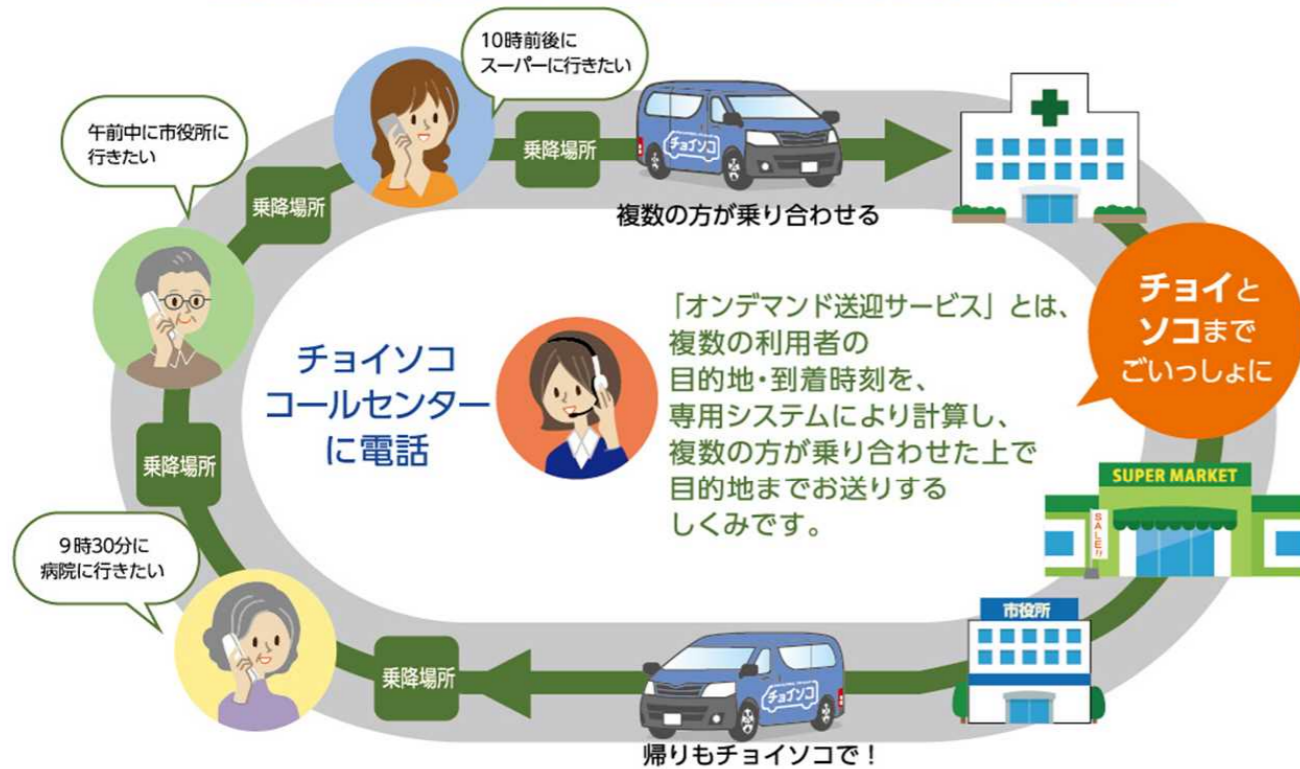 10時前後に
スーパーに行きたい
午前中に市役所に
行きたい
乗降場所
乗降場所
チョイソコ
複数の方が乗り合わせる
チョイと
ソコまで
ごいっしょに
チョイソコ
コールセンター
に電話
「オンデマンド送迎サービス」とは、
複数の利用者の
目的地・到着時刻を、
専用システムにより計算し、
複数の方が乗り合わせた上で
目的地までお送りする
しくみです。
乗降場所
SUPER MARKET
SALE!!
9時30分に
病院に行きたい
市役所
乗降場所
チョイソコ
帰りもチョイソコで！